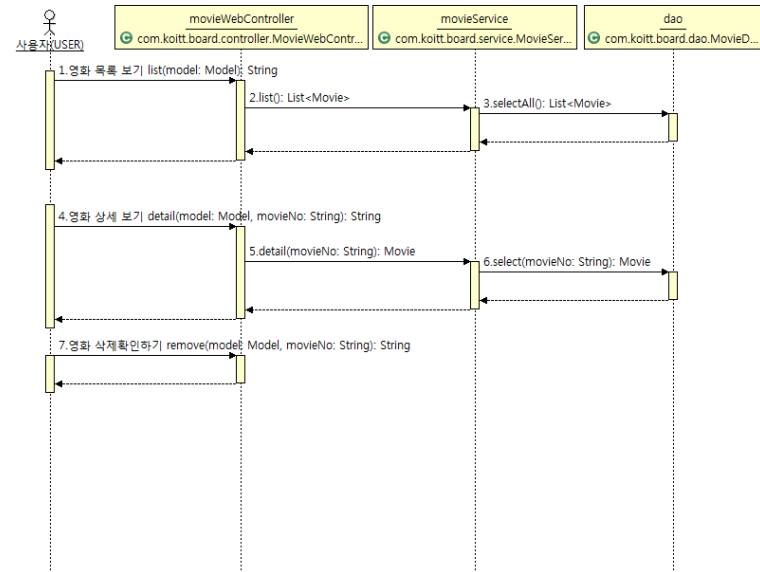 movieWebController
com.koitt.board.controller.MovieWebContr...
movieService
com.koitt.board.service.MovieSer...
dao
com.koitt.board.dao.MovieD...
사용자(USER)
1.영화 목록 보기 list(model: Model): String
2.list(): List<Movie>
3.selectAll(): List<Movie>
4.영화 상세 보기 detail(model: Model, movieNo: String): String
5.detail(movieNo: String): Movie
6.select(movieNo: String): Movie
7.영화 삭제확인하기 remove(model: Model, movieNo: String): String